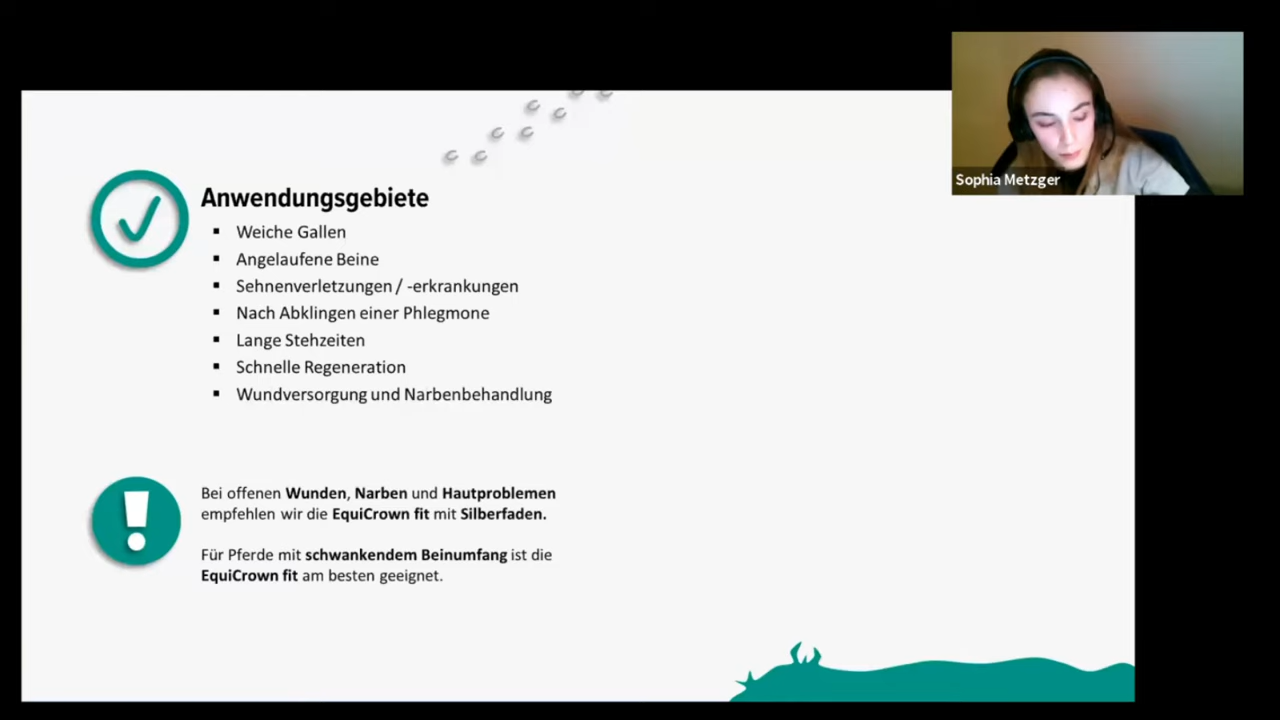 Sophia Metzger
Anwendungsgebiete
▪ Weiche Gallen
▪ Angelaufene Beine
▪ Sehnenverletzungen / -erkrankungen
▪ Nach Abklingen einer Phlegmone
▪ Lange Stehzeiten
▪ Schnelle Regeneration
▪ Wundversorgung und Narbenbehandlung
Bei offenen Wunden, Narben und Hautproblemen
empfehlen wir die EquiCrown fit mit Silberfaden.
Für Pferde mit schwankendem Beinumfang ist die
EquiCrown fit am besten geeignet.